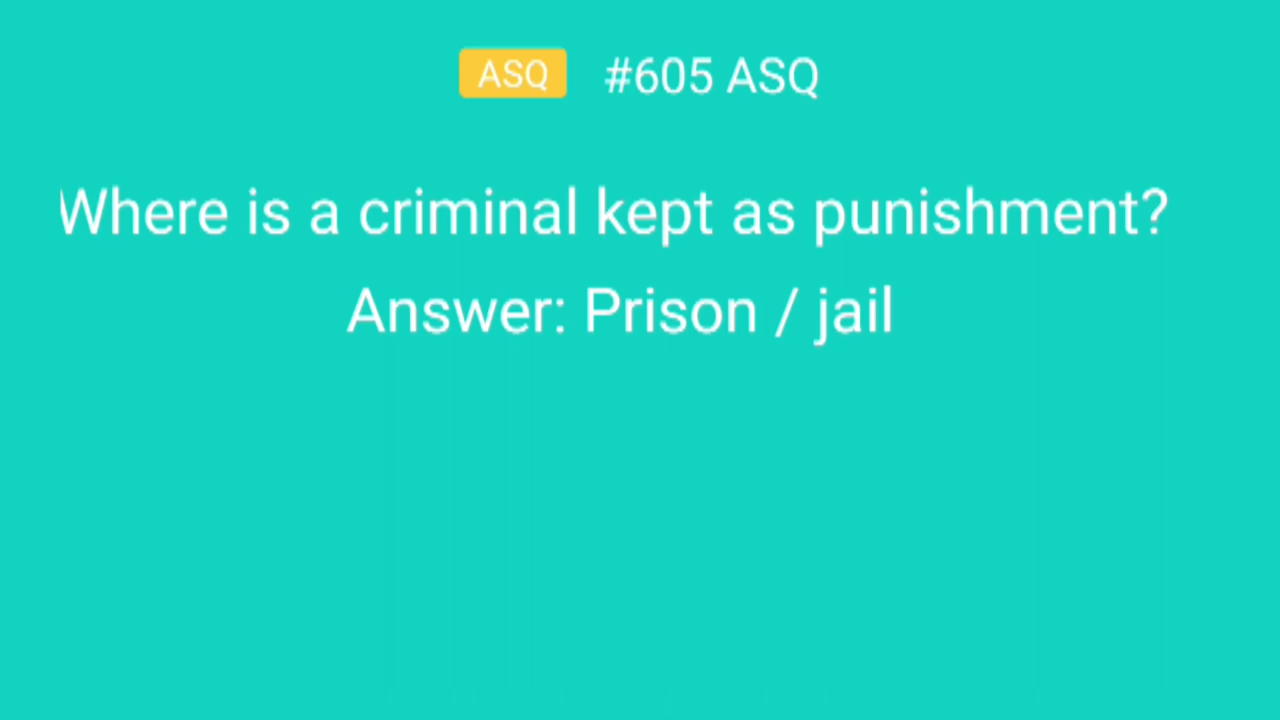 ASQ #605 ASQ
Where is a criminal kept as punishment?
Answer: Prison / jail